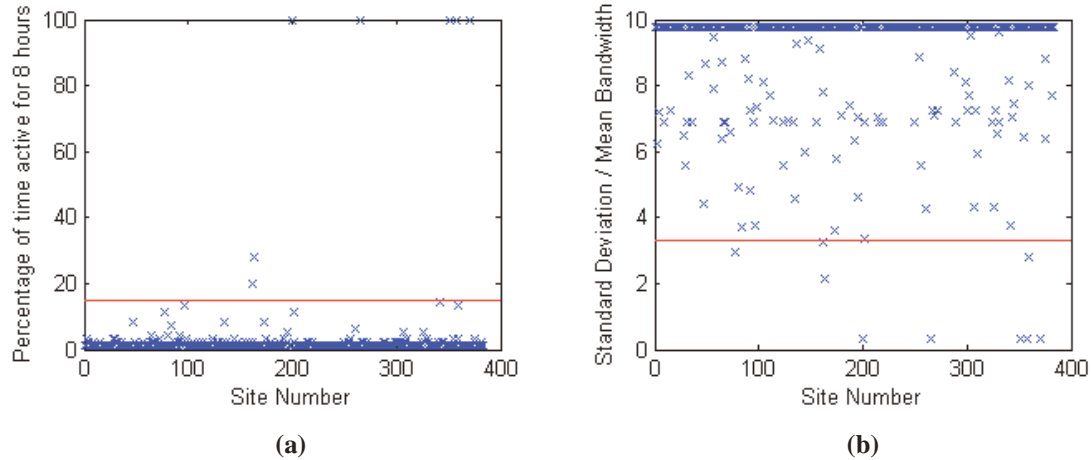 Percentage of time active for 8 hours
100
80
60
40
20
0
0 100 200 300 400
Site Number
(a)
Standard Deviation / Mean Bandwidth
10
8
6
4
2
0
0 100 200 300 400
Site Number
(b)